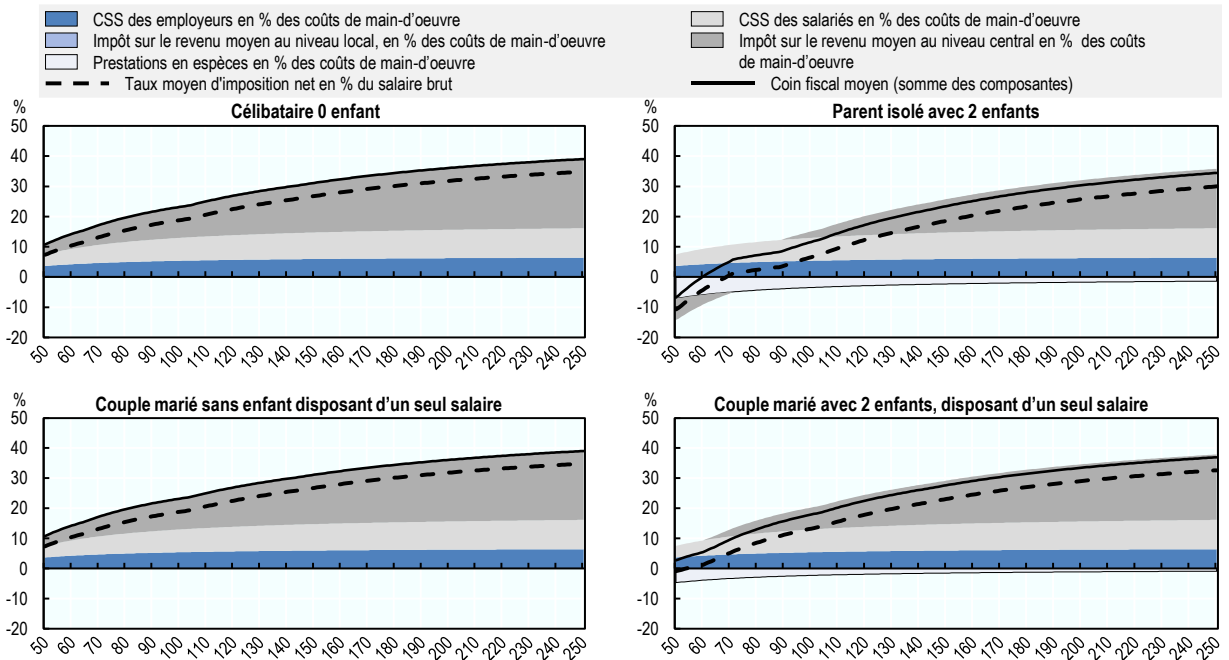 CSS des employeurs en % des coûts de main-d'oeuvre
CSS des salariés en % des coûts de main-d'oeuvre
Impôt sur le revenu moyen au niveau local, en % des coûts de main-d'oeuvre
Impôt sur le revenu moyen au niveau central en % des coûts
de main-d'oeuvre
Prestations en espèces en % des coûts de main-d'oeuvre
Taux moyen d'imposition net en % du salaire brut
Coin fiscal moyen (somme des composantes)
%
Célibataire 0 enfant
50
40
30
20
10
0
-10
-20
50 60 70 80 90 100 110 120 130 140 150 160 170 180 190 200 210 220 230 240 250
%
Parent isolé avec 2 enfants
50
40
30
20
10
0
-10
-20
50 60 70 80 90 100 110 120 130 140 150 160 170 180 190 200 210 220 230 240 250
%
Couple marié sans enfant disposant d’un seul salaire
50
40
30
20
10
0
-10
-20
50 60 70 80 90 100 110 120 130 140 150 160 170 180 190 200 210 220 230 240 250
%
Couple marié avec 2 enfants, disposant d’un seul salaire
50
40
30
20
10
0
-10
-20
50 60 70 80 90 100 110 120 130 140 150 160 170 180 190 200 210 220 230 240 250